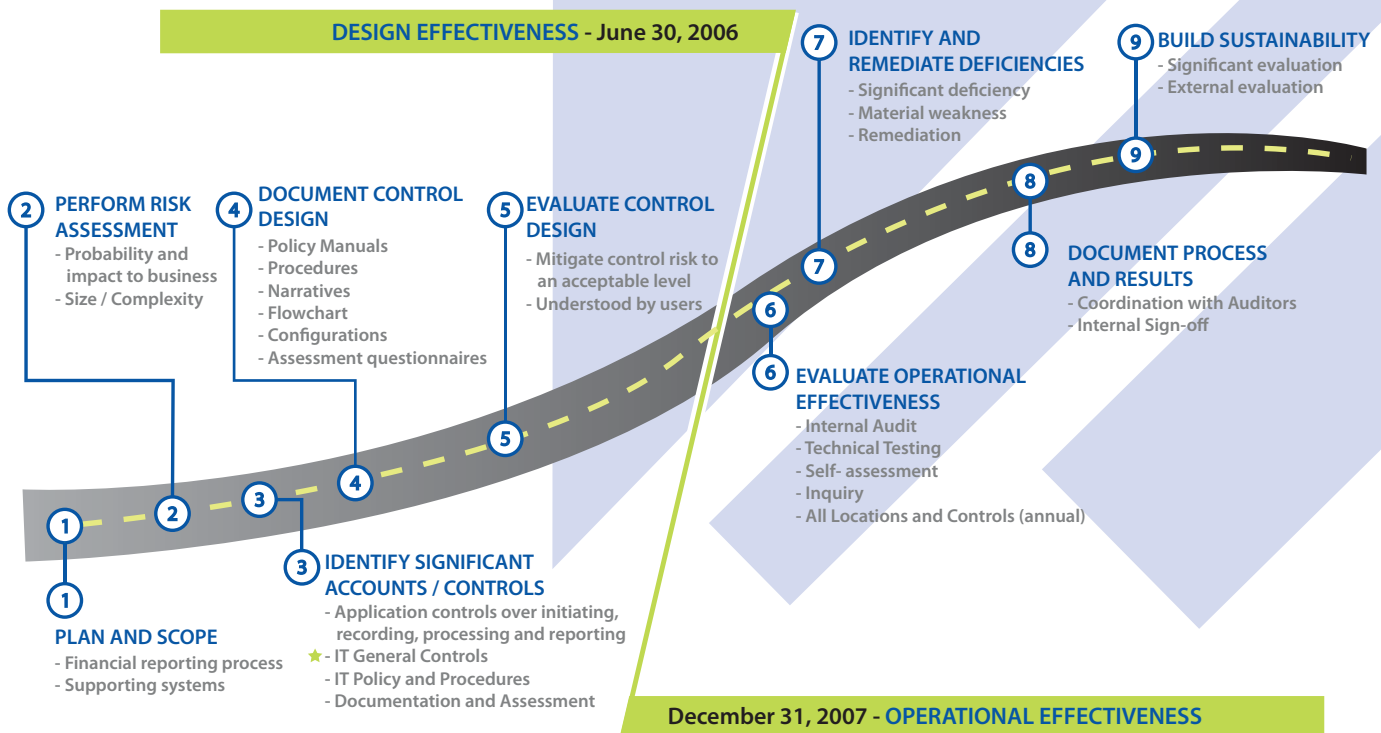 DESIGN EFFECTIVENESS - June 30, 2006
1
1
PLAN AND SCOPE
- Financial reporting process
- Supporting systems
2
PERFORM RISK
ASSESSMENT
- Probability and
impact to business
- Size / Complexity
2
3
3
IDENTIFY SIGNIFICANT
ACCOUNTS / CONTROLS
- Application controls over initiating,
recording, processing and reporting
- IT General Controls
- IT Policy and Procedures
- Documentation and Assessment
4
DOCUMENT CONTROL
DESIGN
- Policy Manuals
- Procedures
- Narratives
- Flowchart
- Configurations
- Assessment questionnaires
4
5
EVALUATE CONTROL
DESIGN
- Mitigate control risk to
an acceptable level
- Understood by users
5
6
6
EVALUATE OPERATIONAL
EFFECTIVENESS
- Internal Audit
- Technical Testing
- Self- assessment
- Inquiry
- All Locations and Controls (annual)
7
IDENTIFY AND
REMEDIATE DEFICIENCIES
- Significant deficiency
- Material weakness
- Remediation
7
8
8
DOCUMENT PROCESS
AND RESULTS
- Coordination with Auditors
- Internal Sign-off
9
BUILD SUSTAINABILITY
- Significant evaluation
- External evaluation
9
December 31, 2007 - OPERATIONAL EFFECTIVENESS